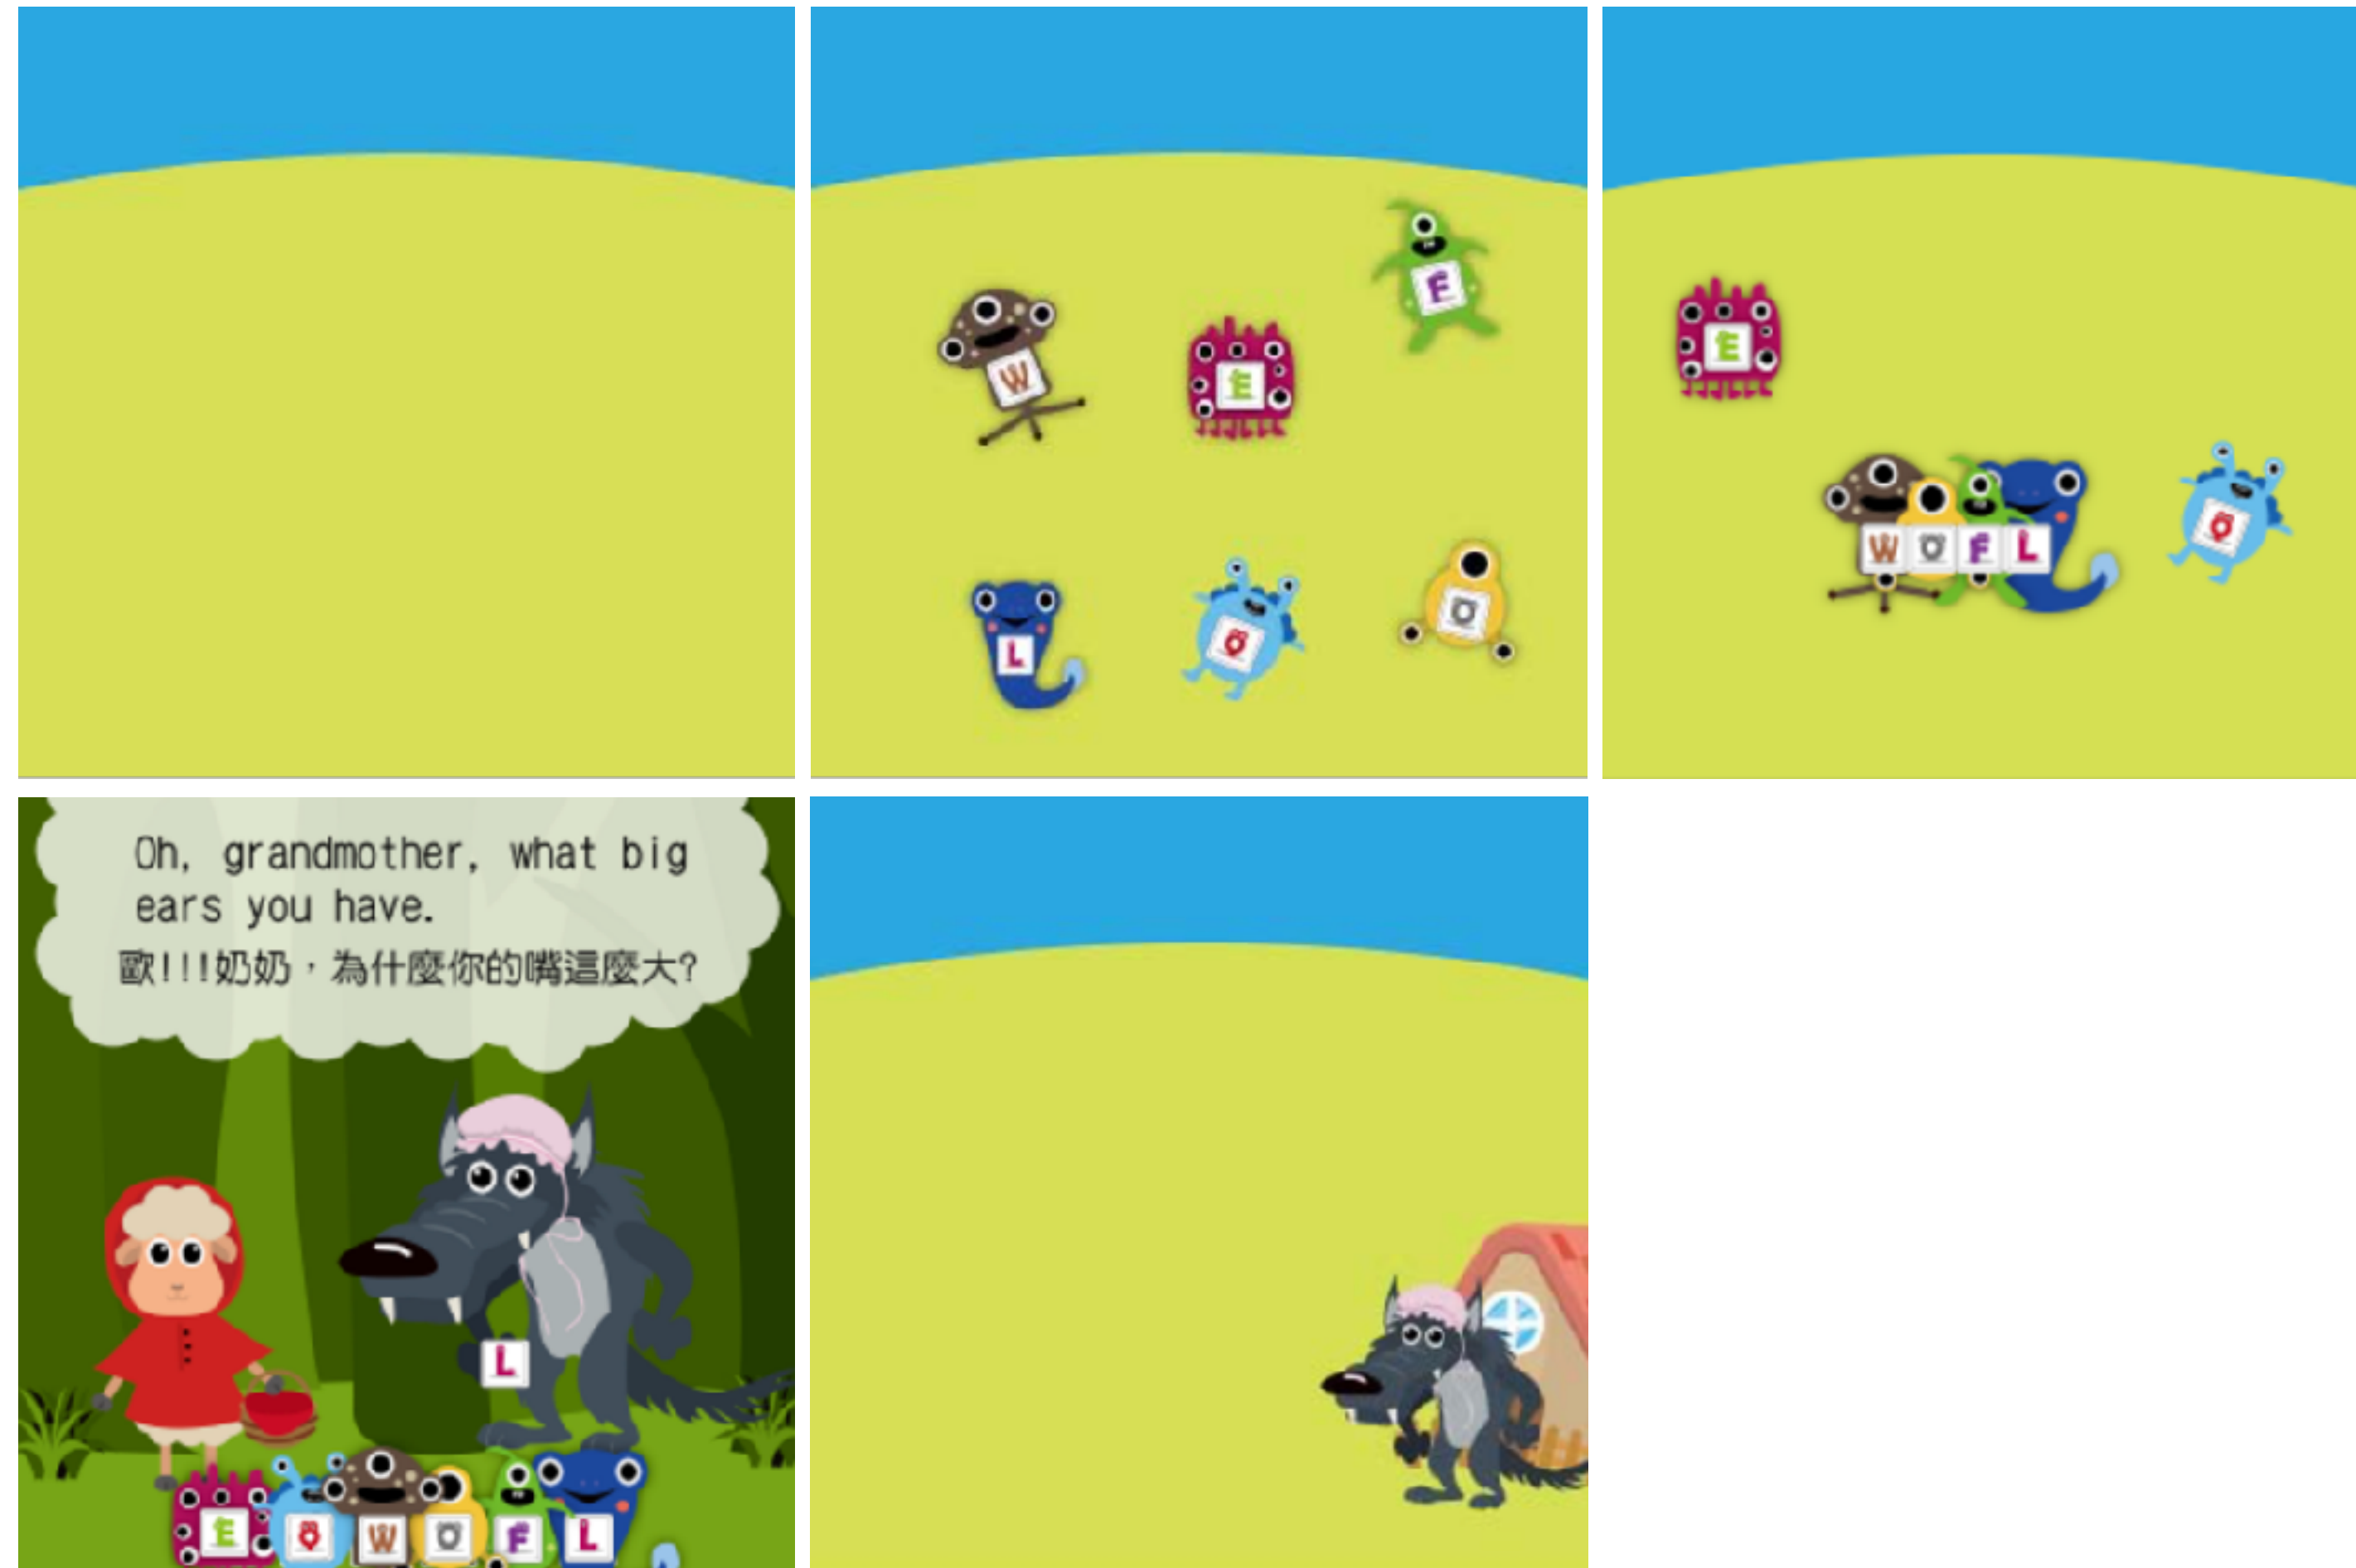 W
E
F
L
Q
O
E
W O F L
Q
Oh, grandmother, what big
ears you have.
歐!!!奶奶，為什麼你的嘴這麼大?
L
E Q W O F L